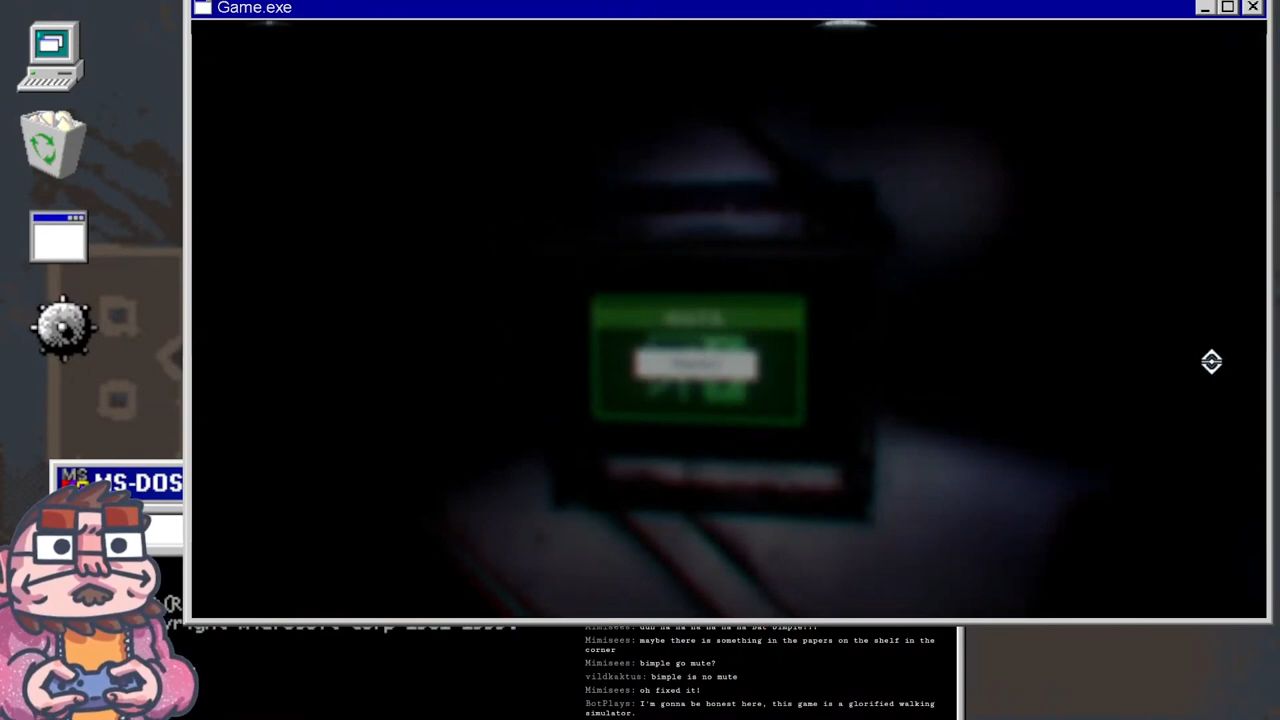 Game.exe
MS-DOS
Mimisees: maybe there is something in the papers on the shelf in the
corner
Mimisees: bimple go mute?
vildkaktus: bimple is no mute
Mimisees: oh fixed it!
BotPlays: I'm gonna be honest here, this game is a glorified walking
simulator.